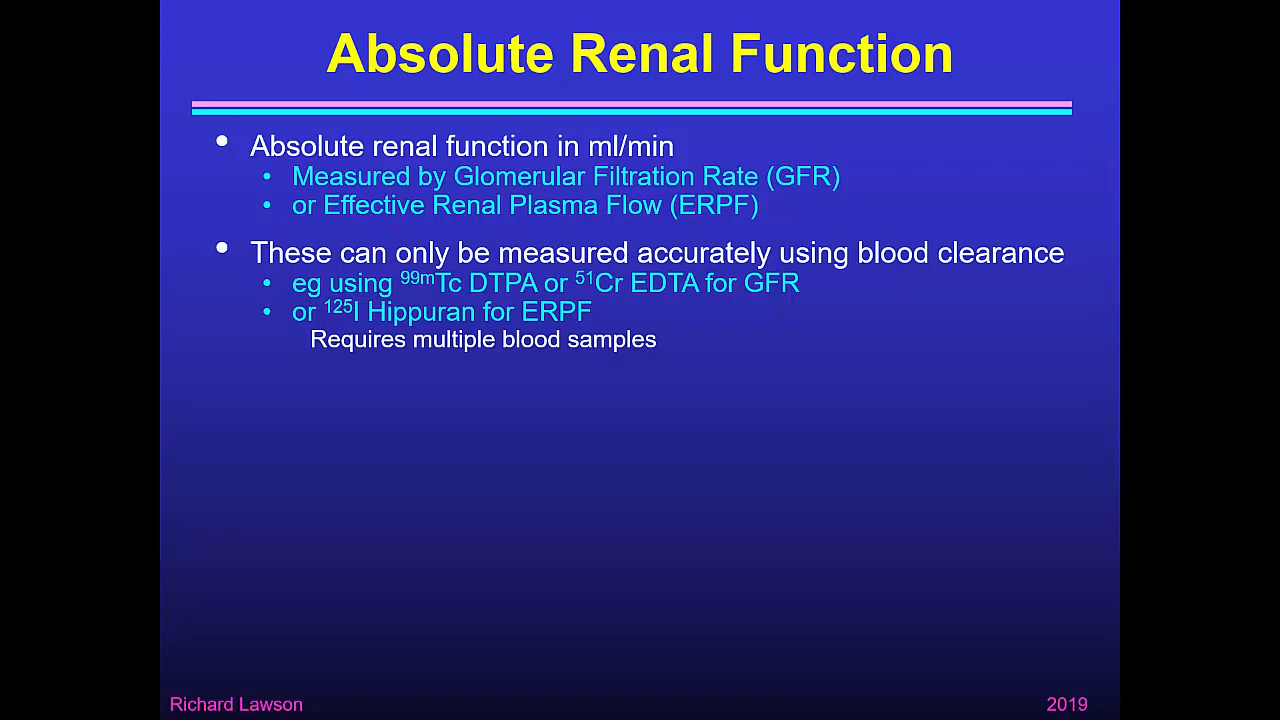 Absolute Renal Function
• Absolute renal function in ml/min
• Measured by Glomerular Filtration Rate (GFR)
• or Effective Renal Plasma Flow (ERPF)
• These can only be measured accurately using blood clearance
• eg using ⁹⁹ᵐTc DTPA or ⁵¹Cr EDTA for GFR
• or ¹²⁵I Hippuran for ERPF
Requires multiple blood samples
Richard Lawson
2019